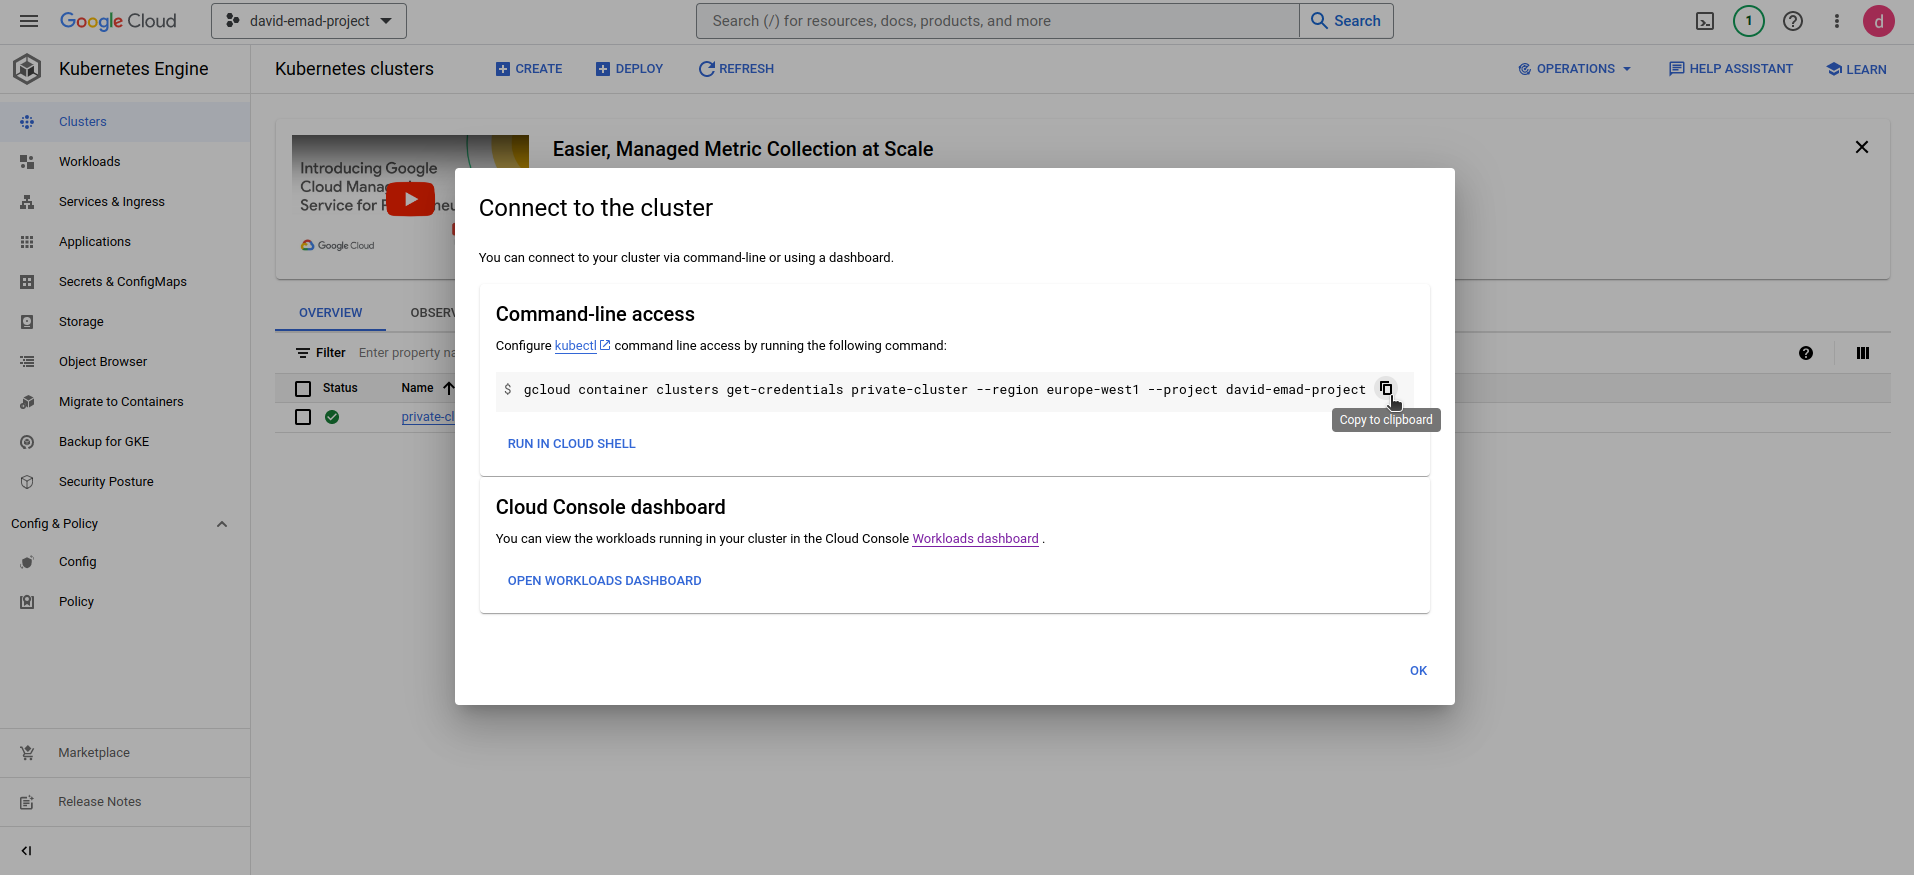 Google Cloud
david-emad-project
Search (/) for resources, docs, products, and more
Search
1
d
Kubernetes Engine
Kubernetes clusters
CREATE
DEPLOY
REFRESH
OPERATIONS
HELP ASSISTANT
LEARN
Clusters
Workloads
Services & Ingress
Applications
Secrets & ConfigMaps
Storage
Object Browser
Migrate to Containers
Backup for GKE
Security Posture
Config & Policy
Config
Policy
Marketplace
Release Notes
Introducing Google
Cloud Mana
Service for
Google Cloud
Easier, Managed Metric Collection at Scale
OVERVIEW
OBSERV
Filter
Enter property na
Status
Name
private-cl
Connect to the cluster
You can connect to your cluster via command-line or using a dashboard.
Command-line access
Configure kubectl command line access by running the following command:
$ gcloud container clusters get-credentials private-cluster --region europe-west1 --project david-emad-project
Copy to clipboard
RUN IN CLOUD SHELL
Cloud Console dashboard
You can view the workloads running in your cluster in the Cloud Console Workloads dashboard .
OPEN WORKLOADS DASHBOARD
OK